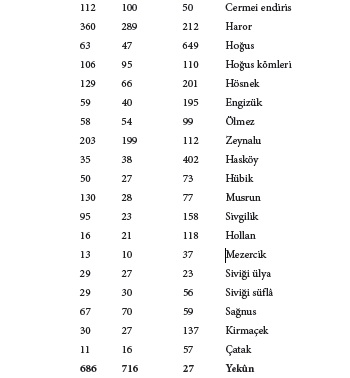 112 100 50 Cermei endiris
360 289 212 Haror
63 47 649 Hoğus
106 95 110 Hoğus kômleri
129 66 201 Hösnek
59 40 195 Engizük
58 54 99 Ölmez
203 199 112 Zeynalu
35 38 402 Hasköy
50 27 73 Hübik
130 28 77 Musrun
95 23 158 Sivgilik
16 21 118 Hollan
13 10 37 Mezercik
29 27 23 Siviği ülya
29 30 56 Siviği süflâ
67 70 59 Sağnus
30 27 137 Kirmaçek
11 16 57 Çatak
686 716 27 Yekûn